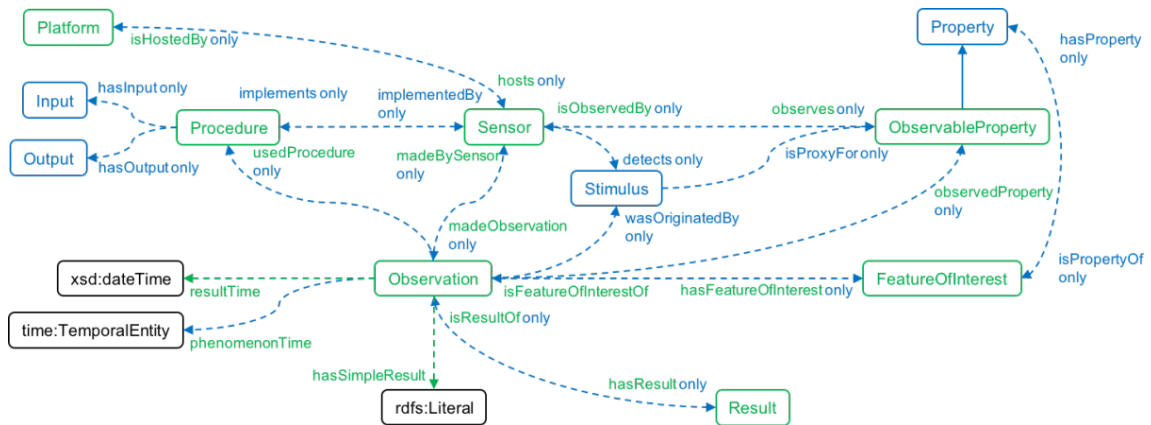 Platform
isHostedBy only
Property
hasProperty
only
hosts only
Input
hasInput only
implements only
implementedBy
only
isObservedBy only
observes only
Procedure
Sensor
ObservableProperty
Output
hasOutput only
usedProcedure
only
madeBySensor
only
detects only
isProxyFor only
Stimulus
observedProperty
only
madeObservation
only
wasOriginatedBy
only
xsd:dateTime
resultTime
Observation
isFeatureOfInterestOf
hasFeatureOfInterest only
FeatureOfInterest
isPropertyOf
only
time:TemporalEntity
phenomenonTime
isResultOf only
hasSimpleResult
hasResult only
rdfs:Literal
Result